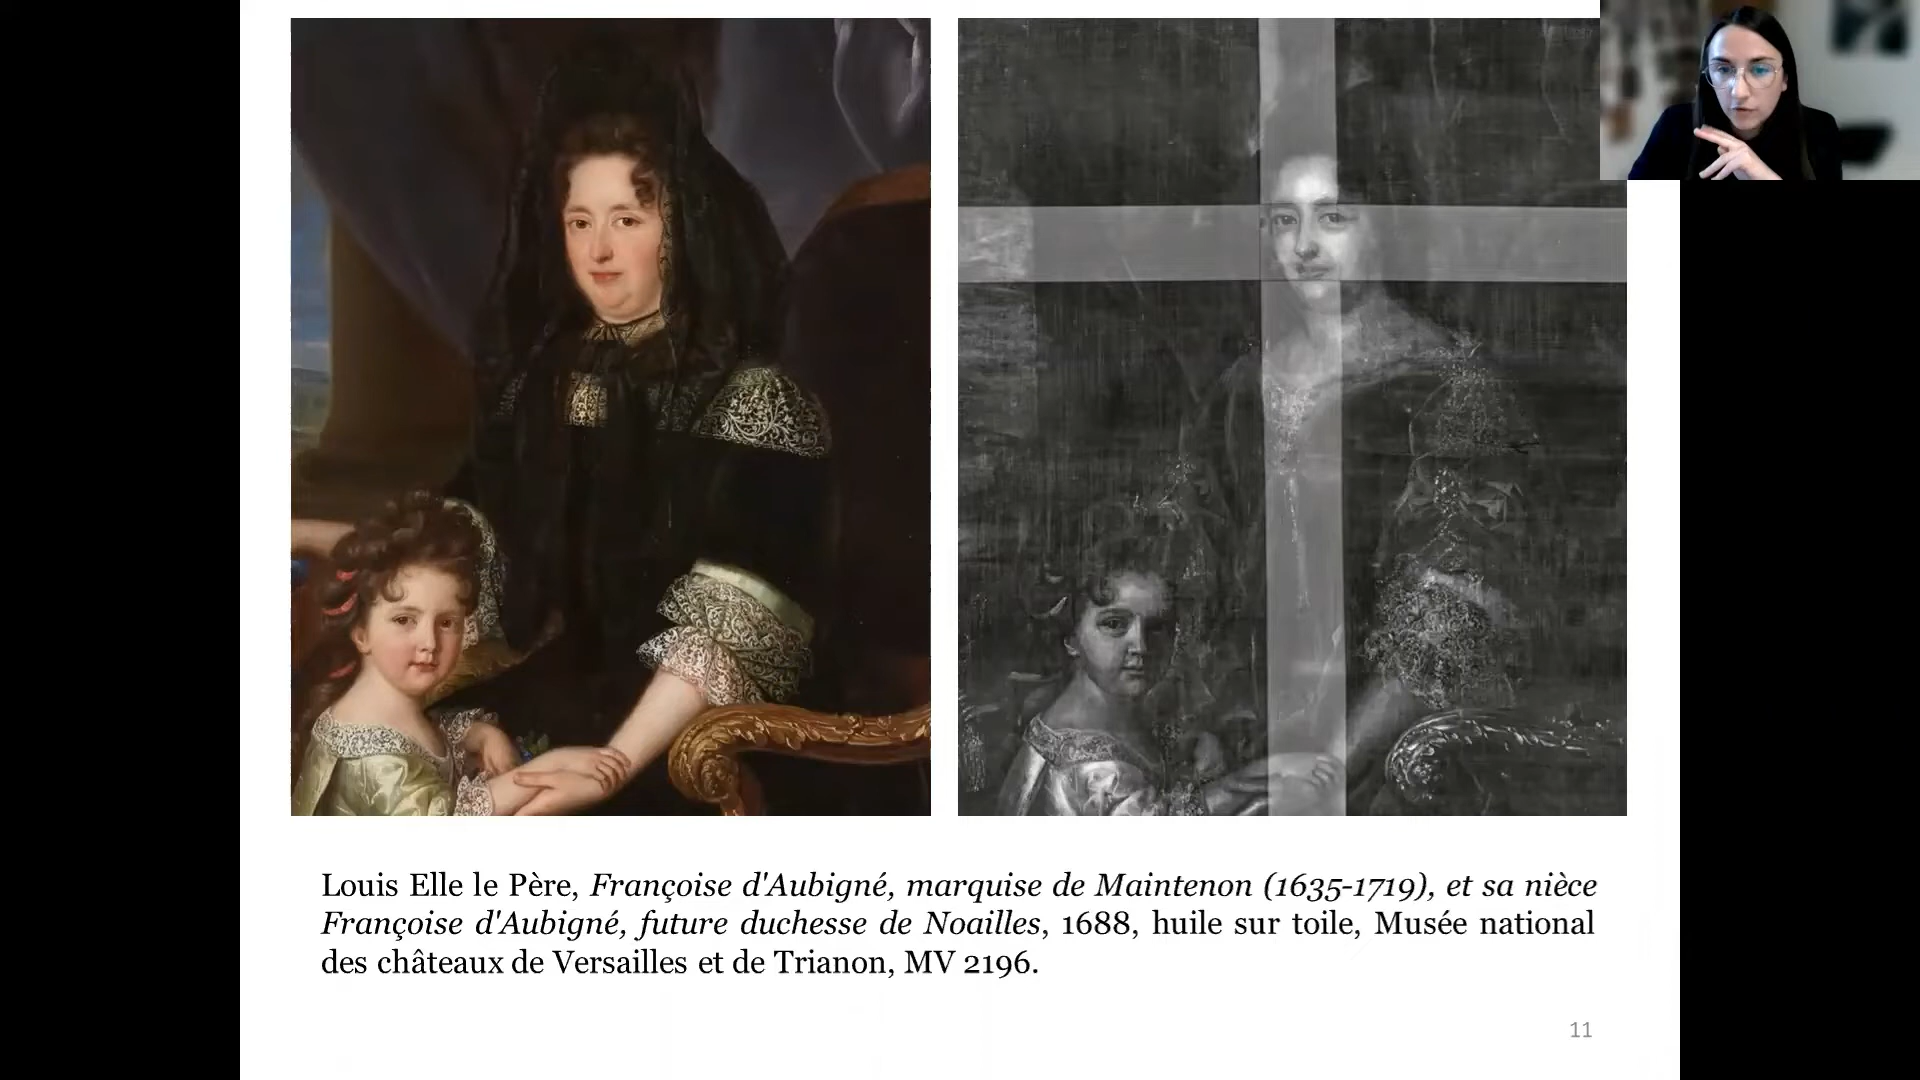 Louis Elle le Père, Françoise d'Aubigné, marquise de Maintenon (1635-1719), et sa nièce
Françoise d'Aubigné, future duchesse de Noailles, 1688, huile sur toile, Musée national
des châteaux de Versailles et de Trianon, MV 2196.
11